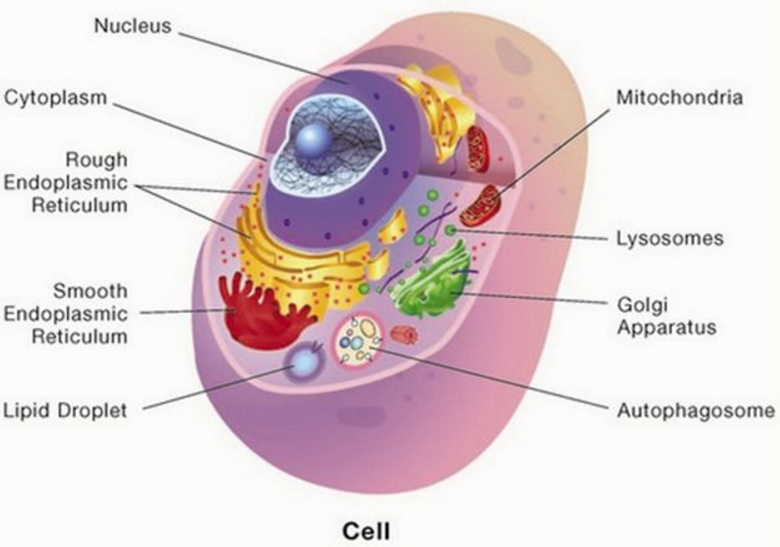 Nucleus
Cytoplasm
Rough
Endoplasmic
Reticulum
Smooth
Endoplasmic
Reticulum
Lipid Droplet
Mitochondria
Lysosomes
Golgi
Apparatus
Autophagosome
Cell